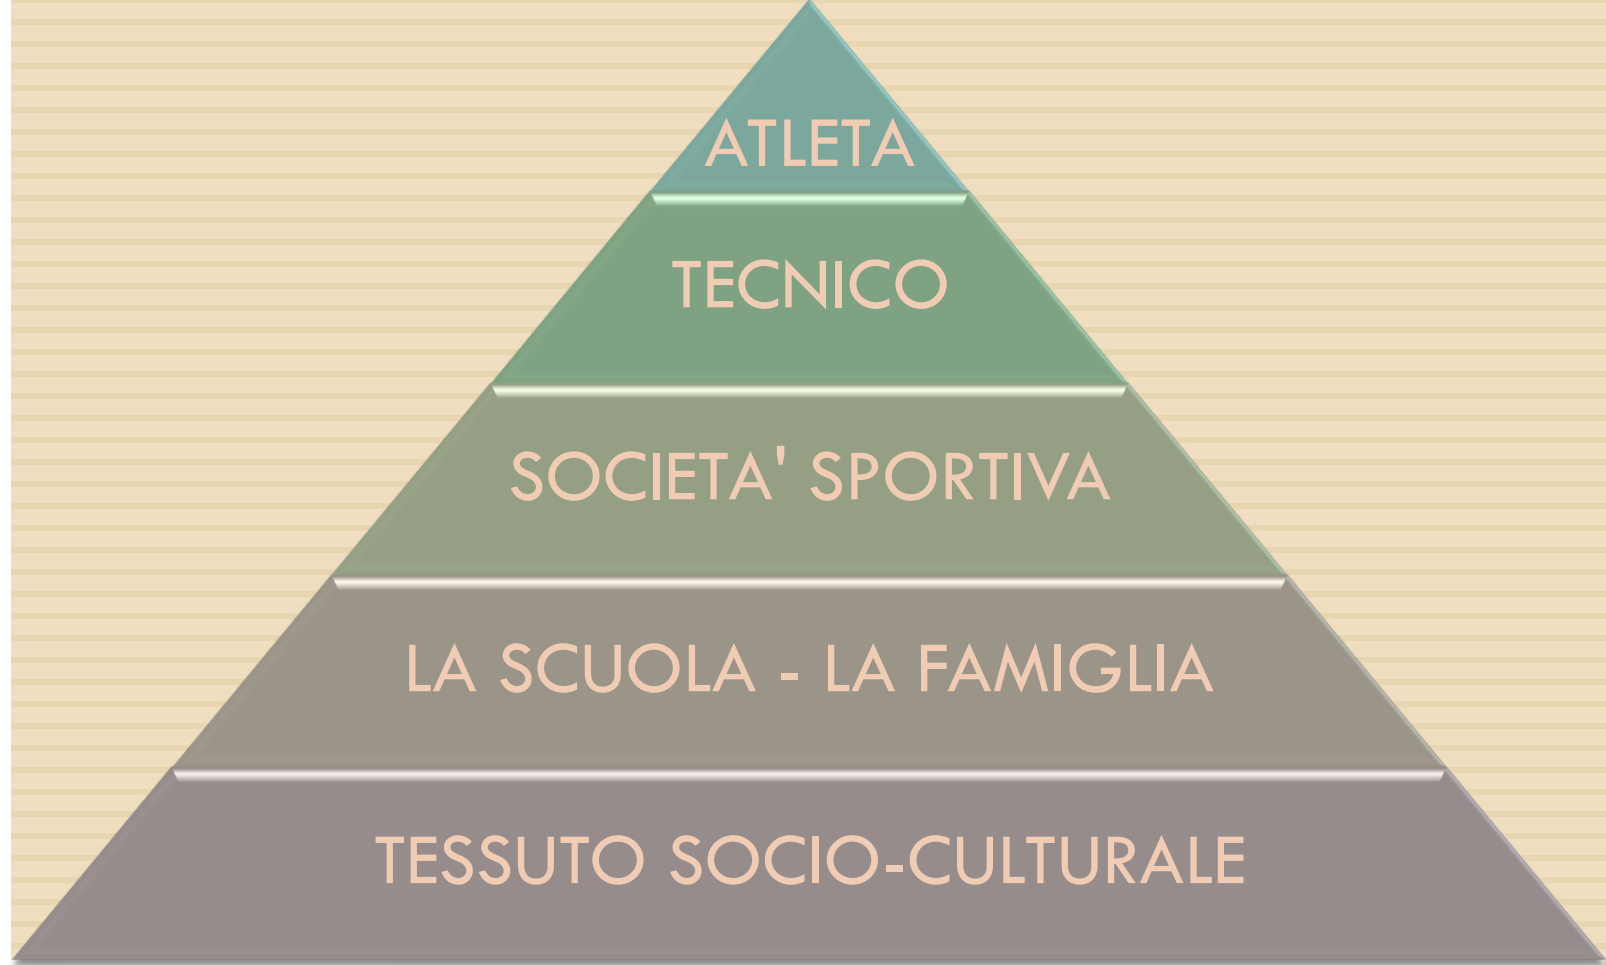 ATLETA
TECNICO
SOCIETA' SPORTIVA
LA SCUOLA - LA FAMIGLIA
TESSUTO SOCIO-CULTURALE